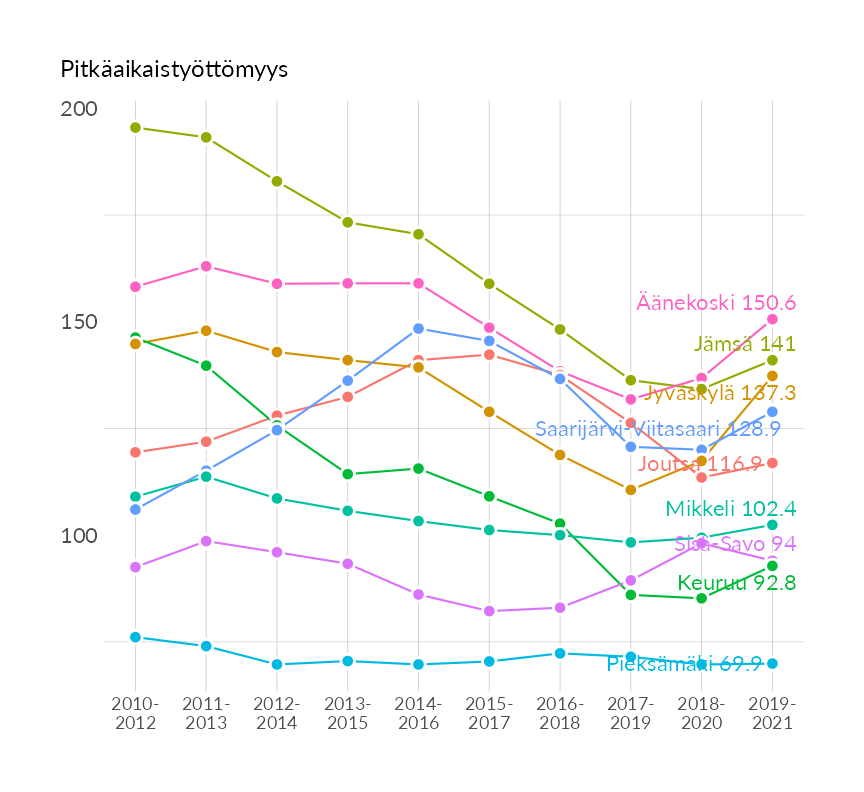 Pitkäaikaistyöttömyys
200
150
100
Äänekoski 150.6
Jämsä 141
Jyväskylä 137.3
Saarijärvi-Viitasaari 128.9
Joutsa 116.9
Mikkeli 102.4
Sisä-Savo 94
Keuruu 92.8
Pieksämäki 69.9
2010- 2011- 2012- 2013- 2014- 2015- 2016- 2017- 2018- 2019-
2012 2013 2014 2015 2016 2017 2018 2019 2020 2021